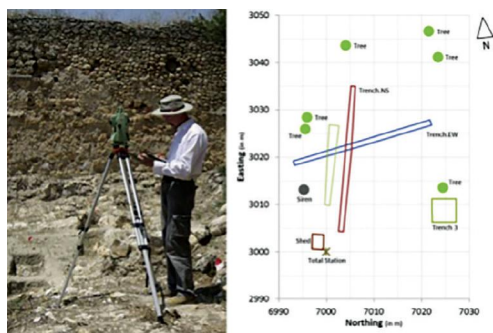 3050
Tree
Tree
Tree
N
3040
Trench.NS
3030
Tree
Tree
Trench.EW
3020
Easting (in m)
Siren
Tree
3010
Trench 3
Shed
3000
Total Station
2990
6990 7000 7010 7020 7030
Northing (in m)